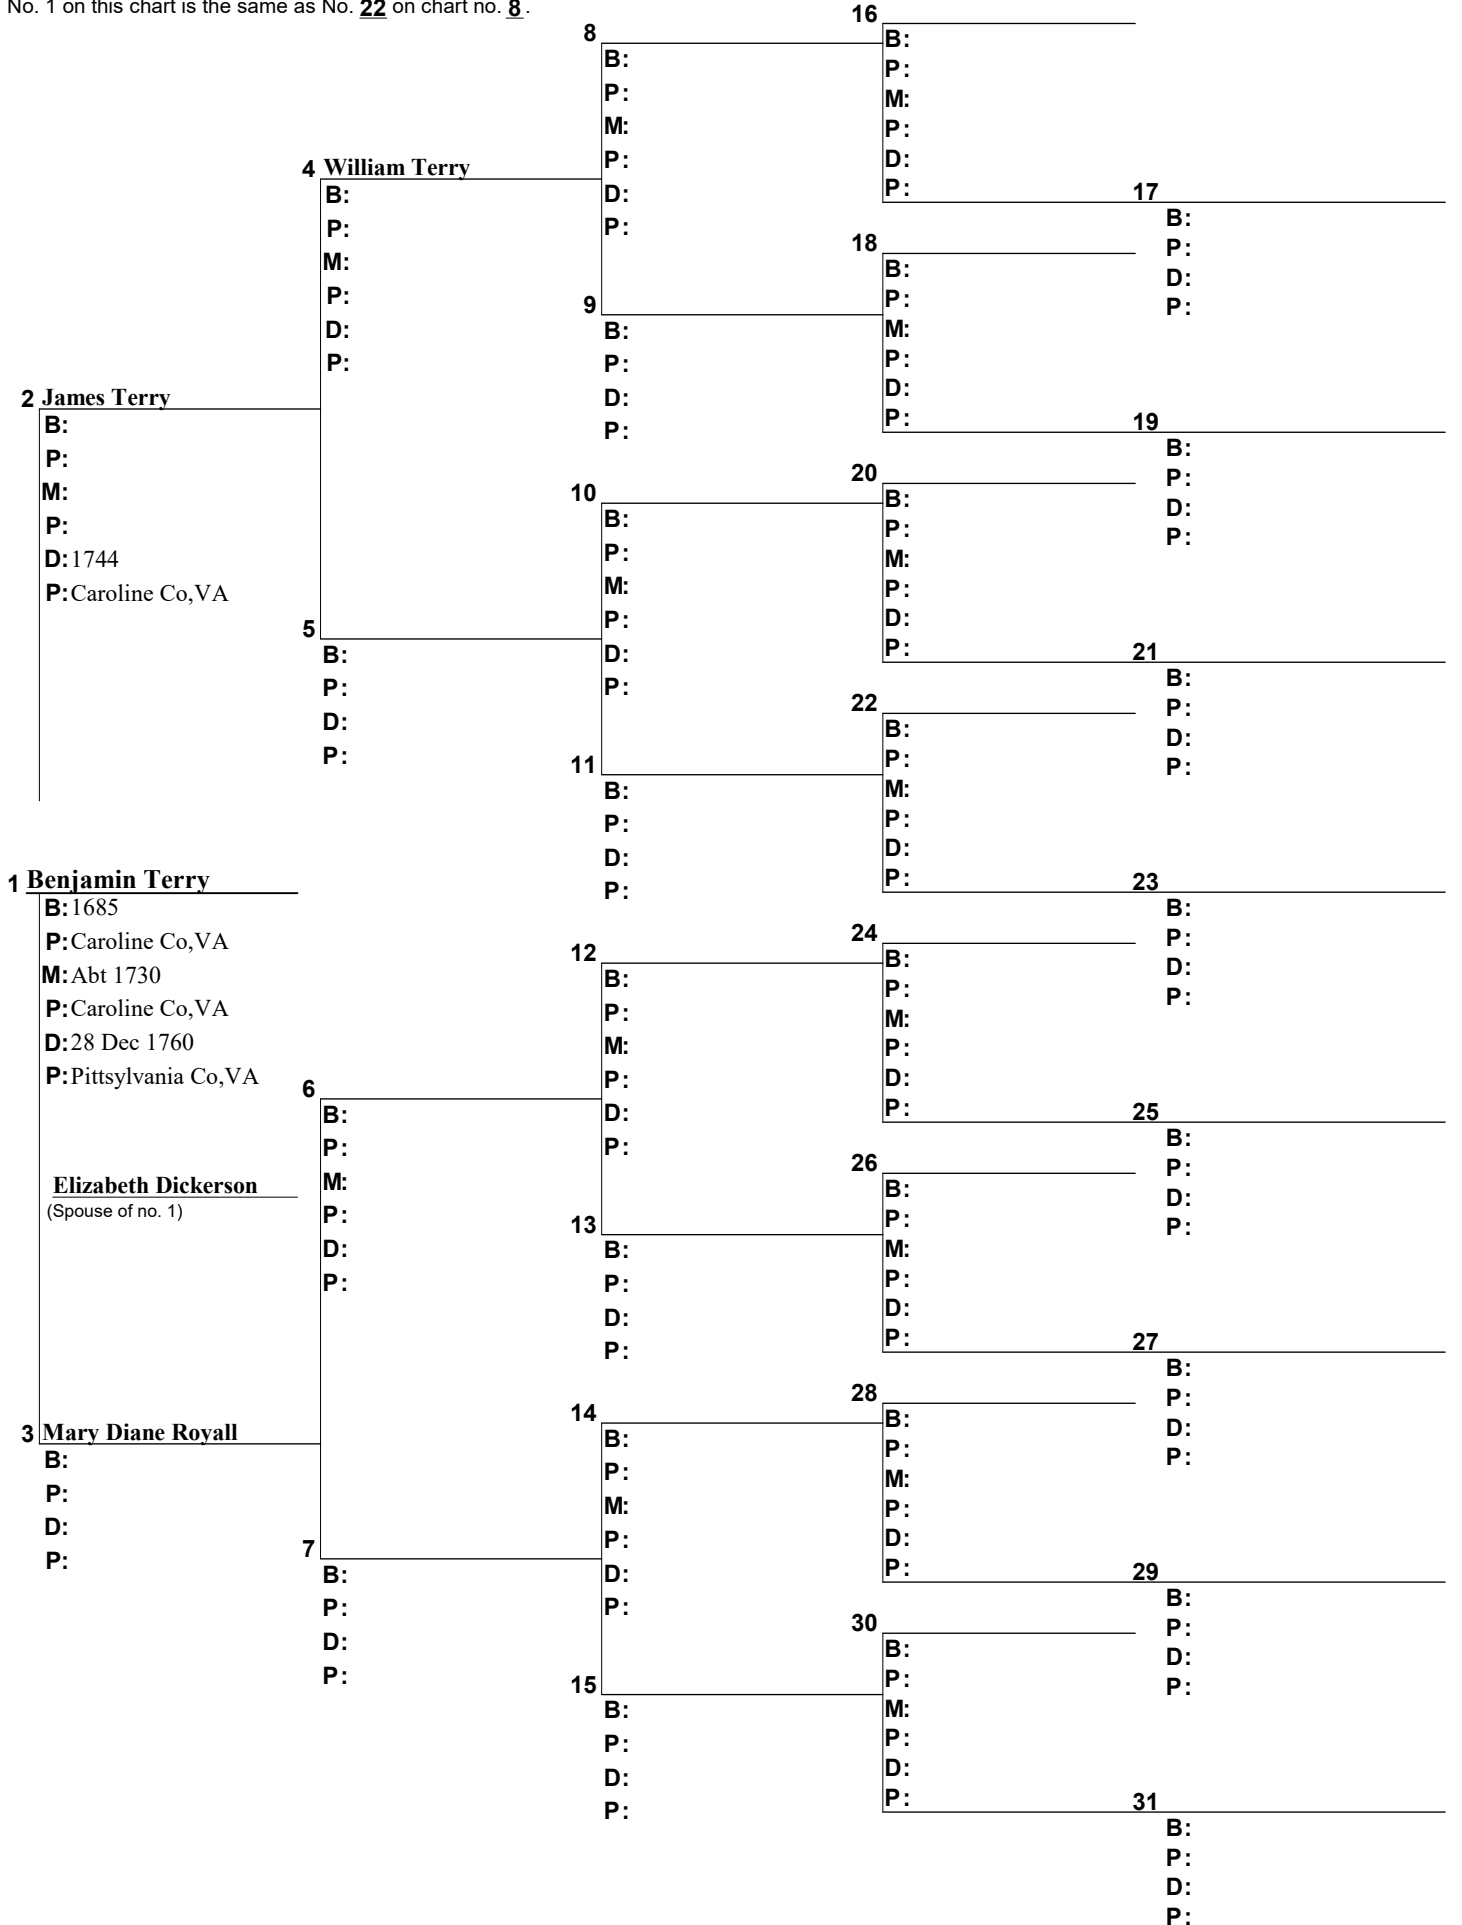 No. 1 on this chart is the same as No. 22 on chart no. 8.
2 James Terry
B:
P:
M:
P:
D:1744
P:Caroline Co,VA
1 Benjamin Terry
B:1685
P:Caroline Co,VA
M:Abt 1730
P:Caroline Co,VA
D:28 Dec 1760
P:Pittsylvania Co,VA
Elizabeth Dickerson
(Spouse of no. 1)
3 Mary Diane Royall
B:
P:
D:
P:
4 William Terry
B:
P:
M:
P:
D:
P:
5
B:
P:
D:
P:
6
B:
P:
M:
P:
D:
P:
7
B:
P:
D:
P:
8
B:
P:
M:
P:
D:
P:
9
B:
P:
D:
P:
10
B:
P:
M:
P:
D:
P:
11
B:
P:
D:
P:
12
B:
P:
M:
P:
D:
P:
13
B:
P:
D:
P:
14
B:
P:
M:
P:
D:
P:
15
B:
P:
D:
P:
16
B:
P:
M:
P:
D:
P:
17
B:
P:
D:
P:
18
B:
P:
M:
P:
D:
P:
19
B:
P:
D:
P:
20
B:
P:
M:
P:
D:
P:
21
B:
P:
D:
P:
22
B:
P:
M:
P:
D:
P:
23
B:
P:
D:
P:
24
B:
P:
M:
P:
D:
P:
25
B:
P:
D:
P:
26
B:
P:
M:
P:
D:
P:
27
B:
P:
D:
P:
28
B:
P:
M:
P:
D:
P:
29
B:
P:
D:
P:
30
B:
P:
M:
P:
D:
P:
31
B:
P:
D:
P: